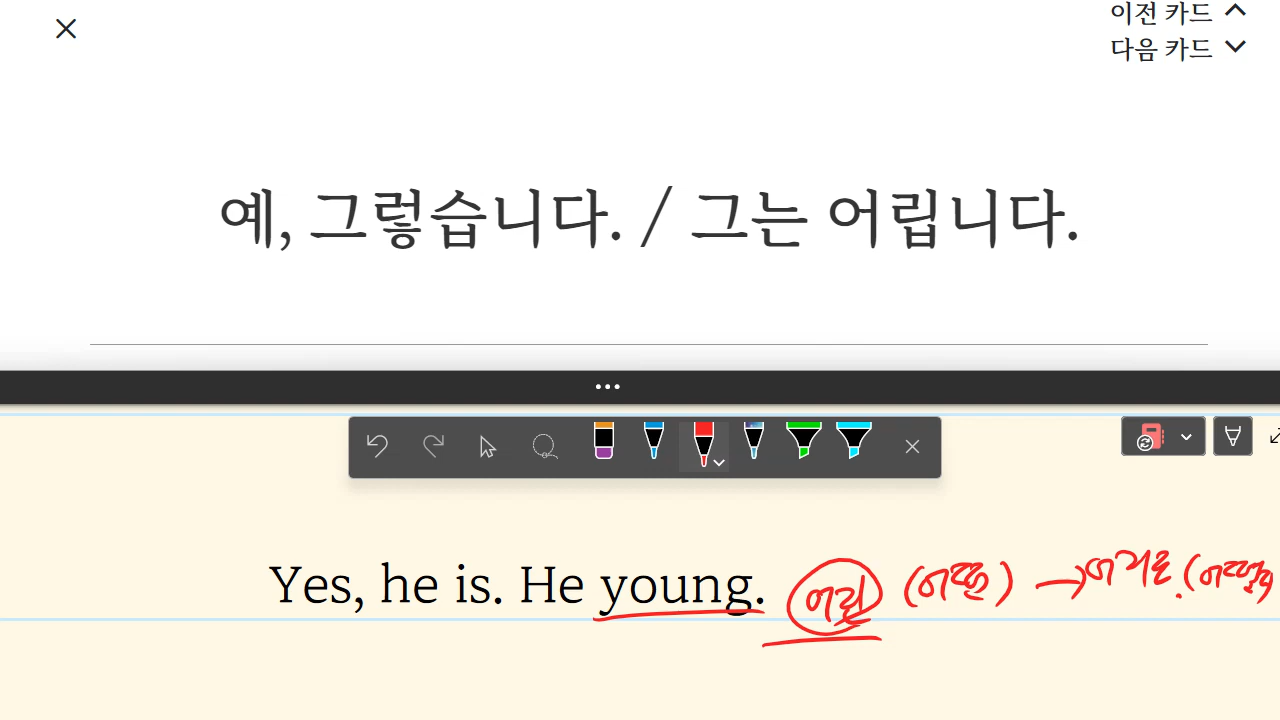 이전 카드
다음 카드
예, 그렇습니다. / 그는 어립니다.
Yes, he is. He young. 어린